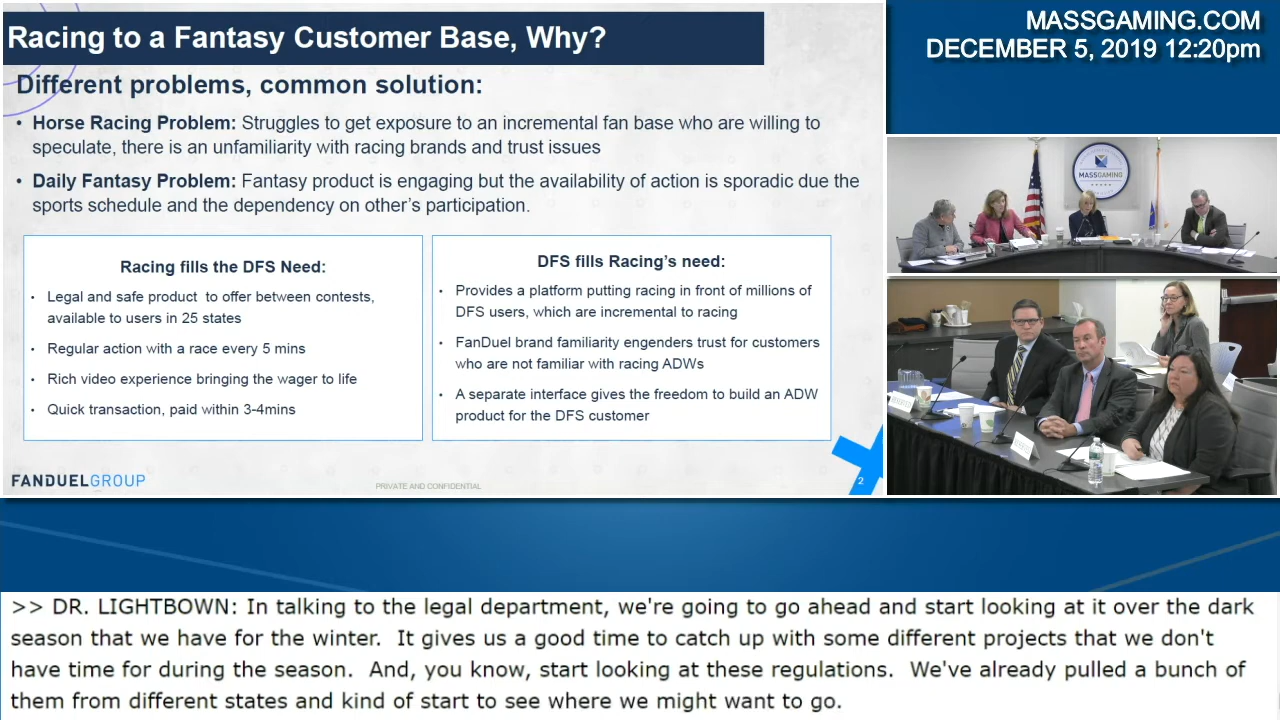 Racing to a Fantasy Customer Base, Why?
Different problems, common solution:
• Horse Racing Problem: Struggles to get exposure to an incremental fan base who are willing to
speculate, there is an unfamiliarity with racing brands and trust issues
• Daily Fantasy Problem: Fantasy product is engaging but the availability of action is sporadic due the
sports schedule and the dependency on other's participation.
Racing fills the DFS Need:
• Legal and safe product to offer between contests,
available to users in 25 states
• Regular action with a race every 5 mins
• Rich video experience bringing the wager to life
• Quick transaction, paid within 3-4mins
DFS fills Racing's need:
• Provides a platform putting racing in front of millions of
DFS users, which are incremental to racing
• FanDuel brand familiarity engenders trust for customers
who are not familiar with racing ADWs
• A separate interface gives the freedom to build an ADW
product for the DFS customer
FANDUELGROUP
PRIVATE AND CONFIDENTIAL
2
MASSGAMING.COM
DECEMBER 5, 2019 12:20pm
MASSGAMING
>> DR. LIGHTBOWN: In talking to the legal department, we're going to go ahead and start looking at it over the dark
season that we have for the winter. It gives us a good time to catch up with some different projects that we don't
have time for during the season. And, you know, start looking at these regulations. We've already pulled a bunch of
them from different states and kind of start to see where we might want to go.